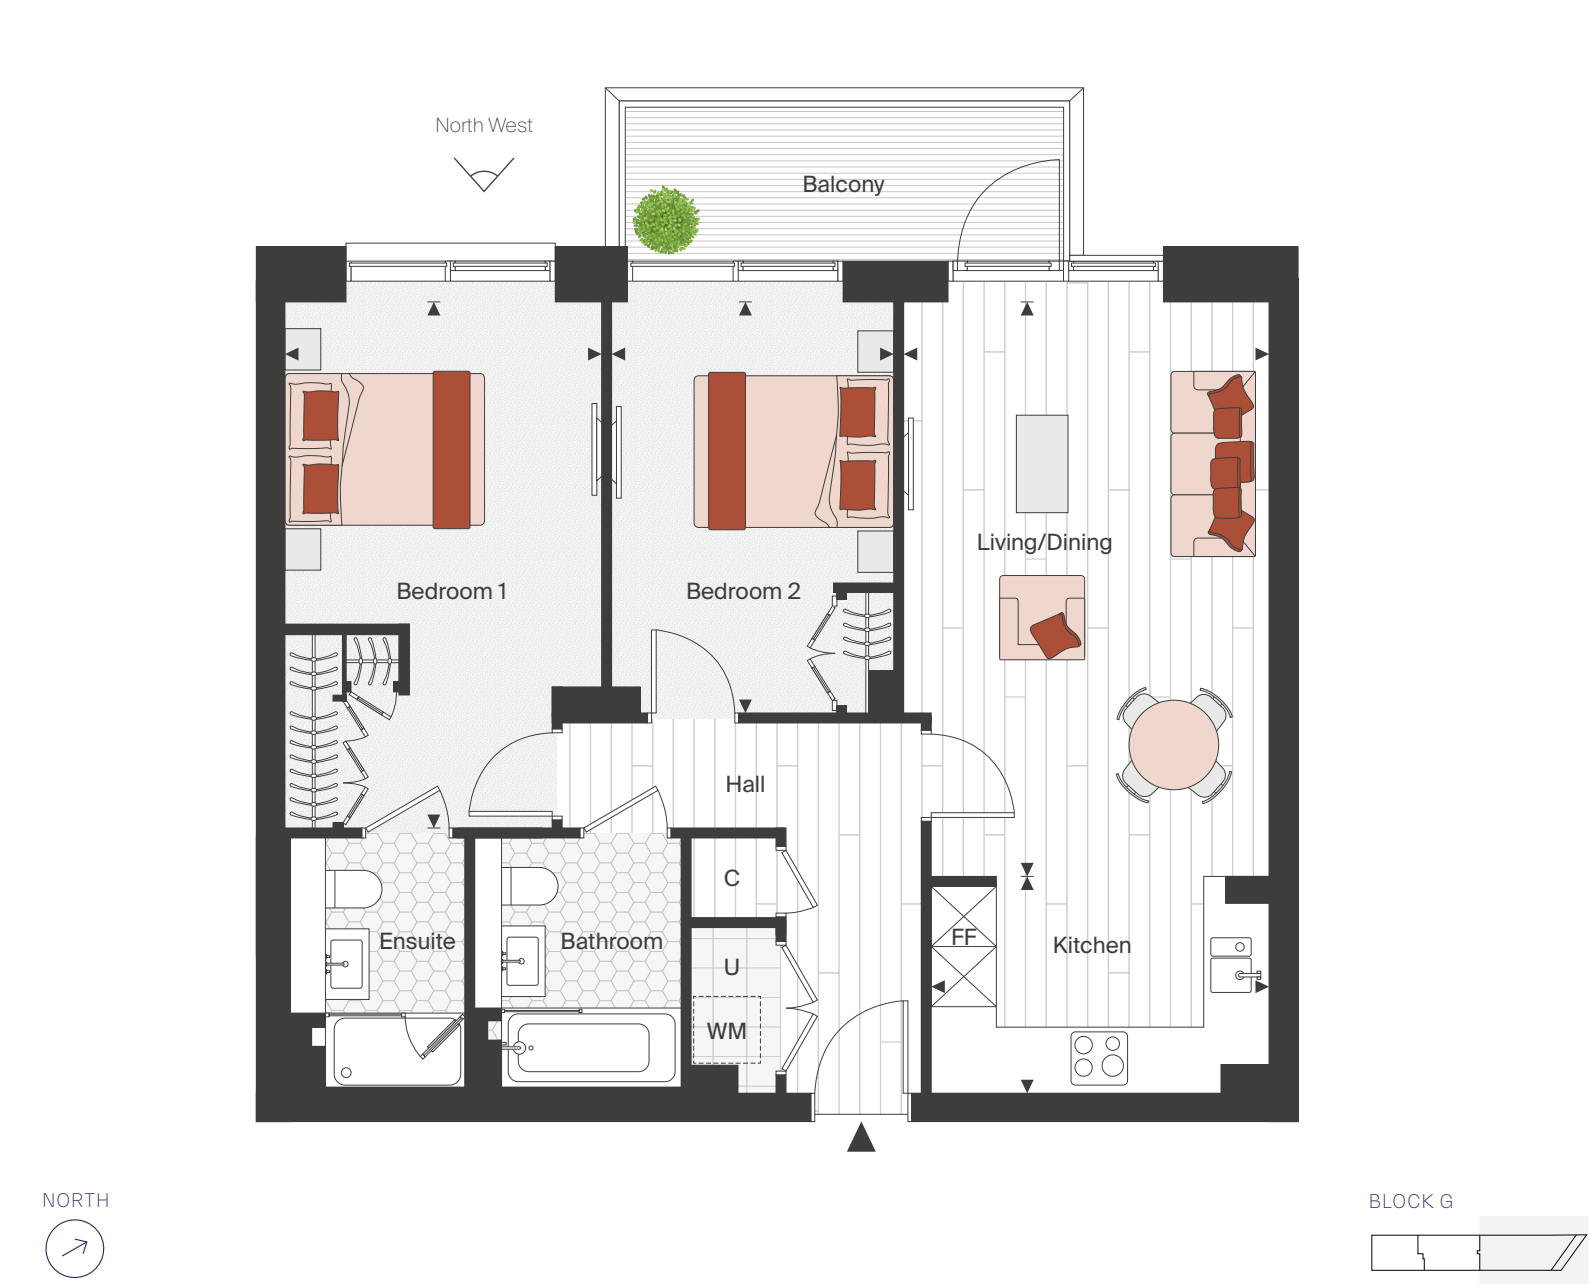 North West
Balcony
Living/Dining
Bedroom 1
Bedroom 2
Hall
C
Ensuite
Bathroom
FF
Kitchen
U
WM
NORTH
BLOCK G